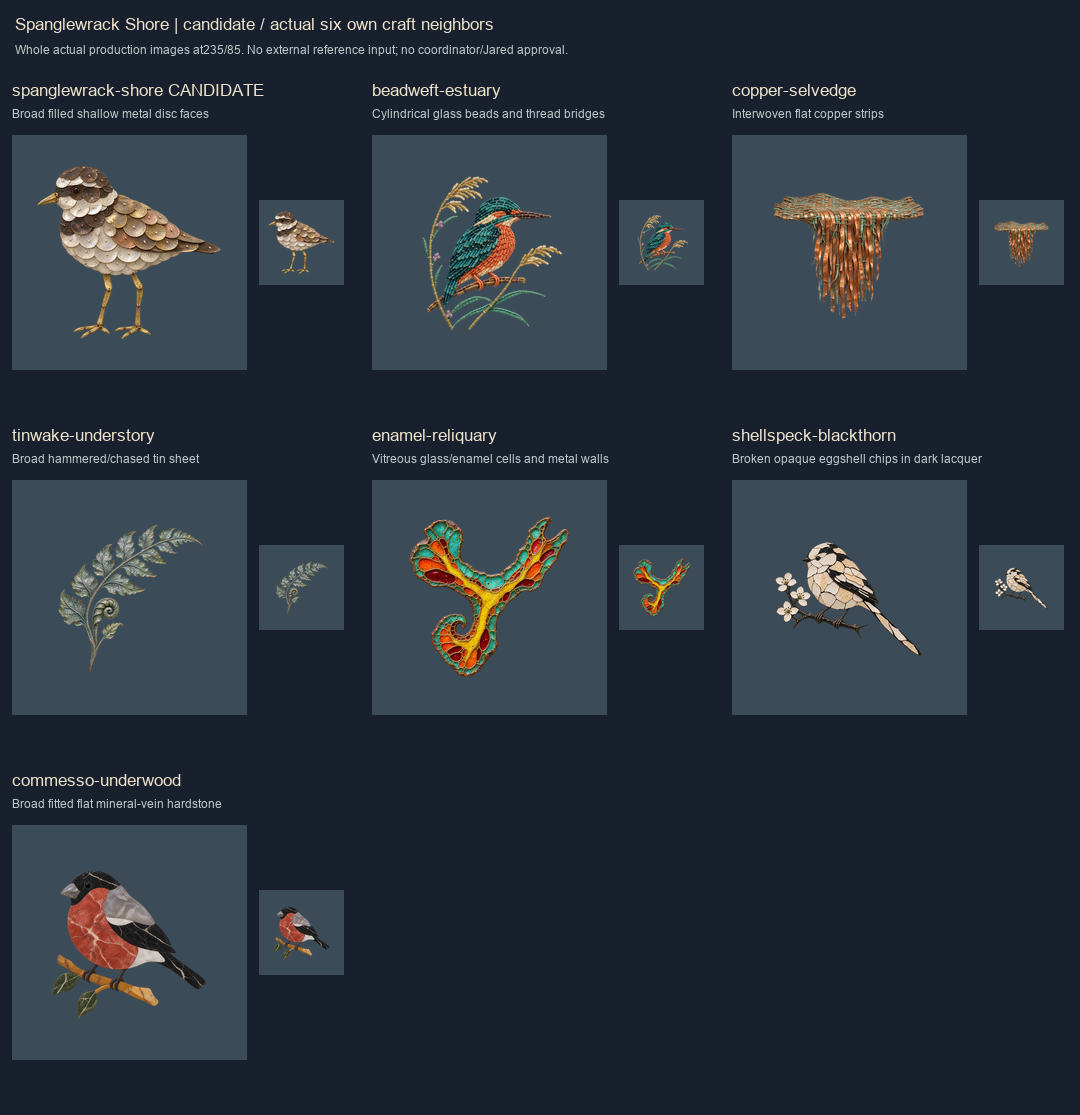 Spanglewrack Shore | candidate / actual six own craft neighbors
Whole actual production images at235/85. No external reference input; no coordinator/Jared approval.
spanglewrack-shore CANDIDATE
Broad filled shallow metal disc faces
beadweft-estuary
Cylindrical glass beads and thread bridges
copper-selvedge
Interwoven flat copper strips
tinwake-understory
Broad hammered/chased tin sheet
enamel-reliquary
Vitreous glass/enamel cells and metal walls
shellspeck-blackthorn
Broken opaque eggshell chips in dark lacquer
commesso-underwood
Broad fitted flat mineral-vein hardstone